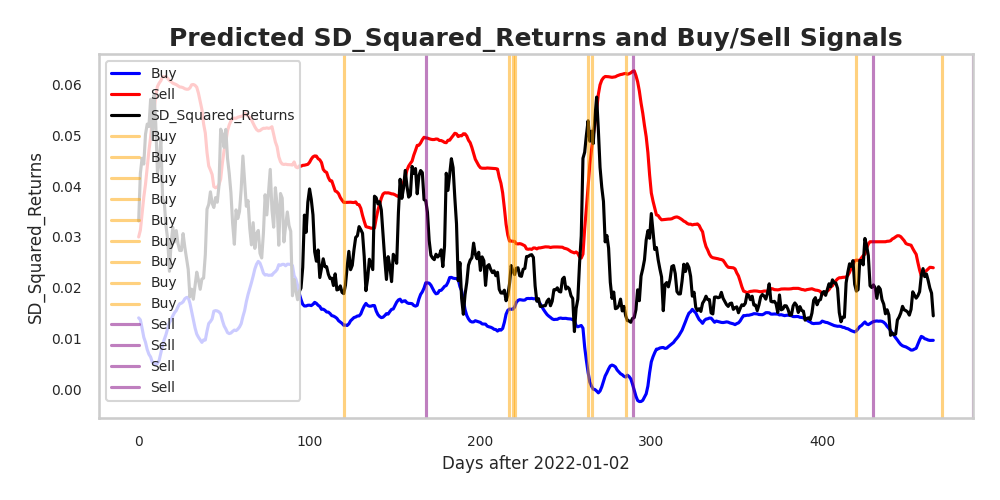 Predicted SD_Squared_Returns and Buy/Sell Signals
Buy
Sell
SD_Squared_Returns
Buy
Buy
Buy
Buy
Buy
Buy
Buy
Buy
Buy
Sell
Sell
Sell
Sell
0.06
0.05
0.04
0.03
0.02
0.01
0.00
SD_Squared_Returns
0
100
200
300
400
Days after 2022-01-02